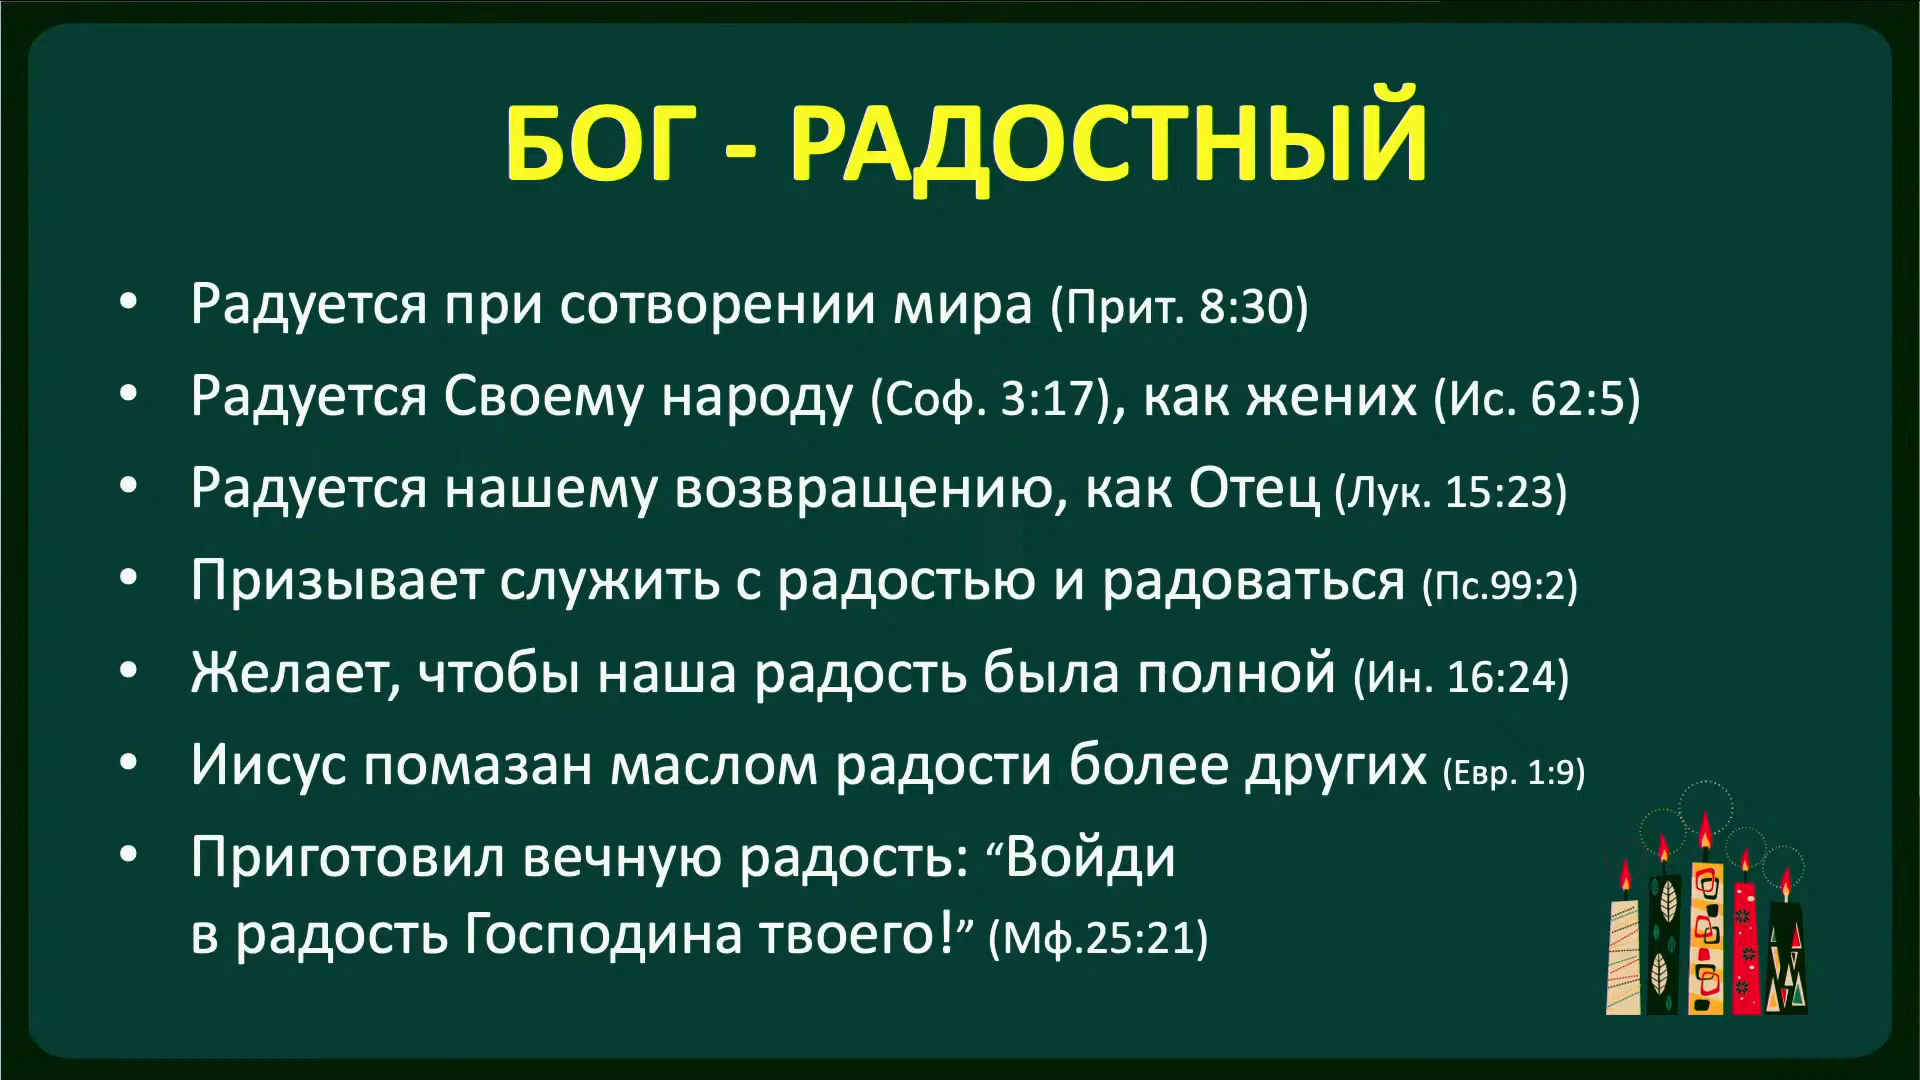 БОГ - РАДОСТНЫЙ
• Радуется при сотворении мира (Прит. 8:30)
• Радуется Своему народу (Соф. 3:17), как жених (Ис. 62:5)
• Радуется нашему возвращению, как Отец (Лук. 15:23)
• Призывает служить с радостью и радоваться (Пс.99:2)
• Желает, чтобы наша радость была полной (Ин. 16:24)
• Иисус помазан маслом радости более других (Евр. 1:9)
• Приготовил вечную радость: “Войди
в радость Господина твоего!” (Мф.25:21)